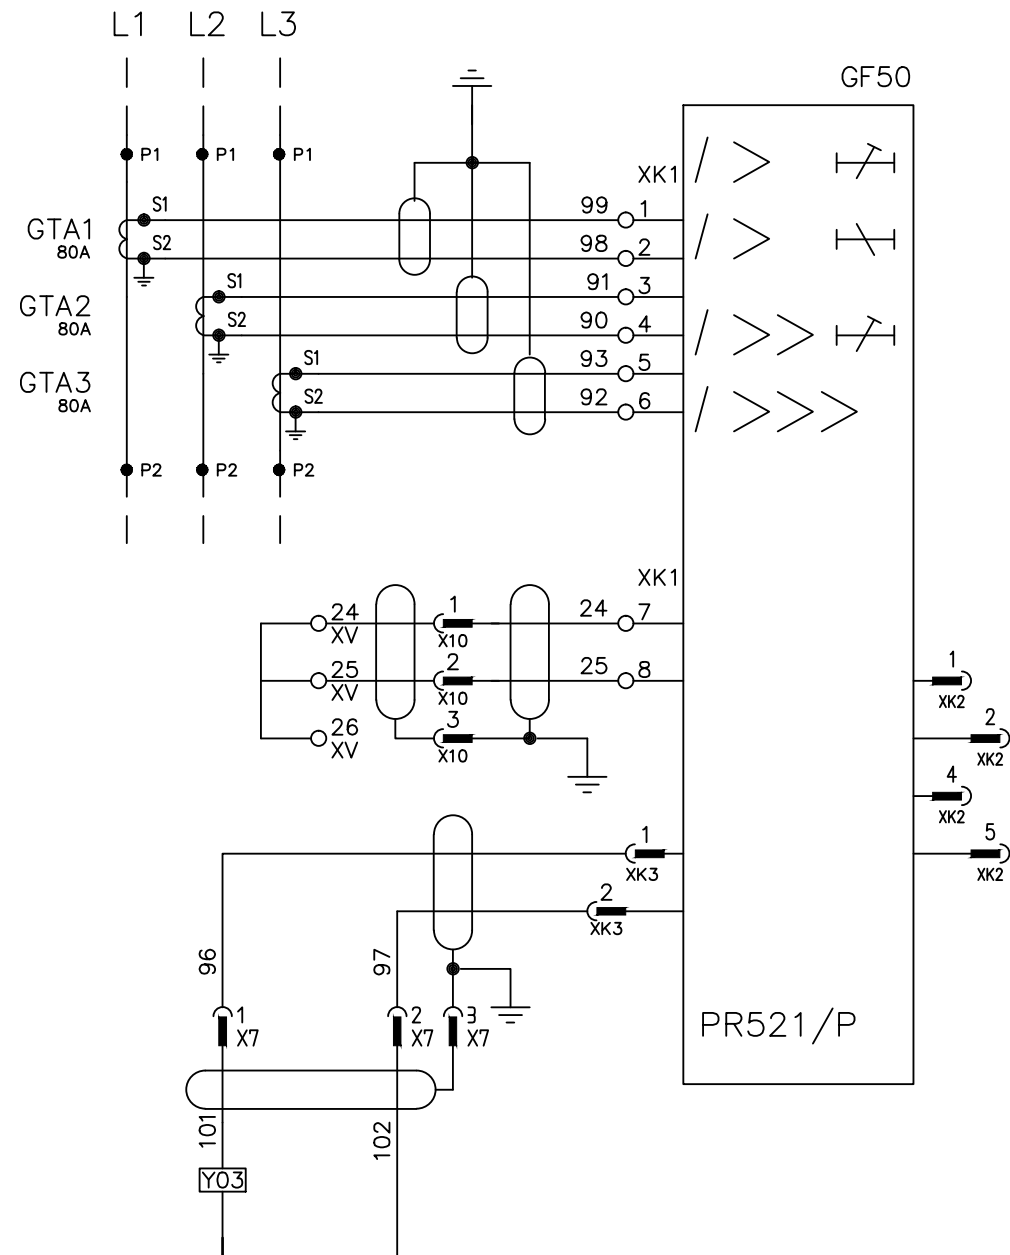 L1 L2 L3
GF50
P1 P1 P1
XK1
S1 99 1
GTA1
80A
S2 98 2
S1 91 3
GTA2
80A
S2 90 4
S1 93 5
GTA3
80A
S2 92 6
P2 P2 P2
XK1
24 1 24 7
XV X10
25 2 25 8
XV X10
1
XK2
26 3
XV X10
2
XK2
4
XK2
1
XK3
5
XK2
2
XK3
96 97
1 2 3
X7 X7 X7
PR521/P
101 102
Y03